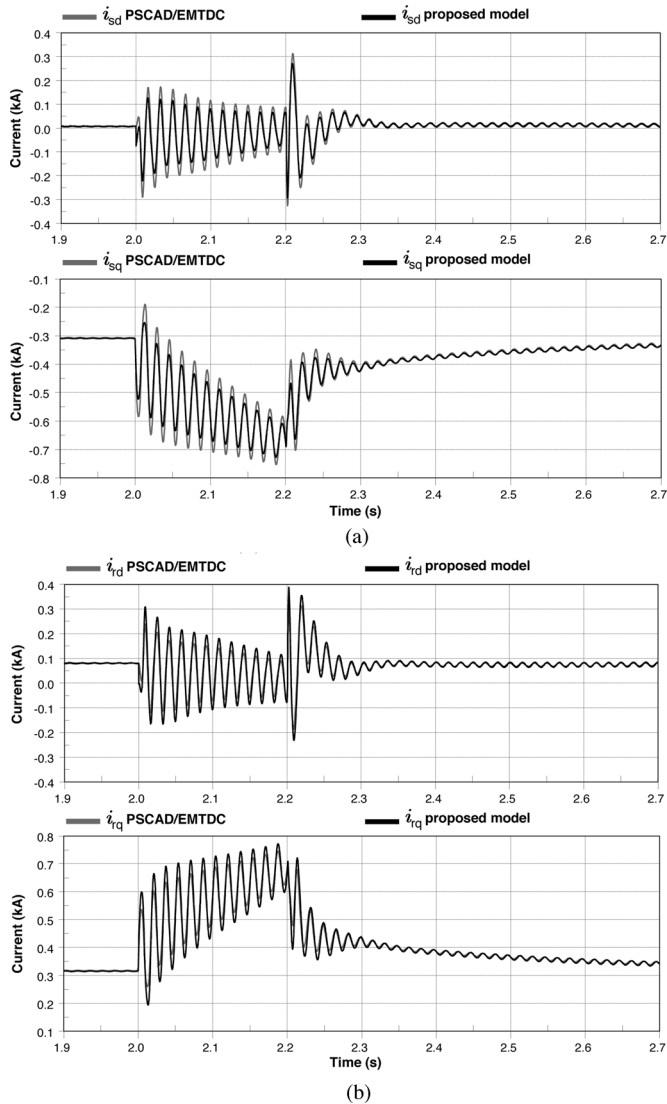 isd PSCAD/EMTDC isd proposed model
0.4
0.3
0.2
0.1
0.0
-0.1
-0.2
-0.3
-0.4
Current (kA)
1.9 2.0 2.1 2.2 2.3 2.4 2.5 2.6 2.7
isq PSCAD/EMTDC isq proposed model
-0.1
-0.2
-0.3
-0.4
-0.5
-0.6
-0.7
-0.8
Current (kA)
1.9 2.0 2.1 2.2 2.3 2.4 2.5 2.6 2.7
Time (s)
(a)
ird PSCAD/EMTDC ird proposed model
0.4
0.3
0.2
0.1
0.0
-0.1
-0.2
-0.3
-0.4
Current (kA)
1.9 2.0 2.1 2.2 2.3 2.4 2.5 2.6 2.7
irq PSCAD/EMTDC irq proposed model
0.8
0.7
0.6
0.5
0.4
0.3
0.2
0.1
Current (kA)
1.9 2.0 2.1 2.2 2.3 2.4 2.5 2.6 2.7
Time (s)
(b)